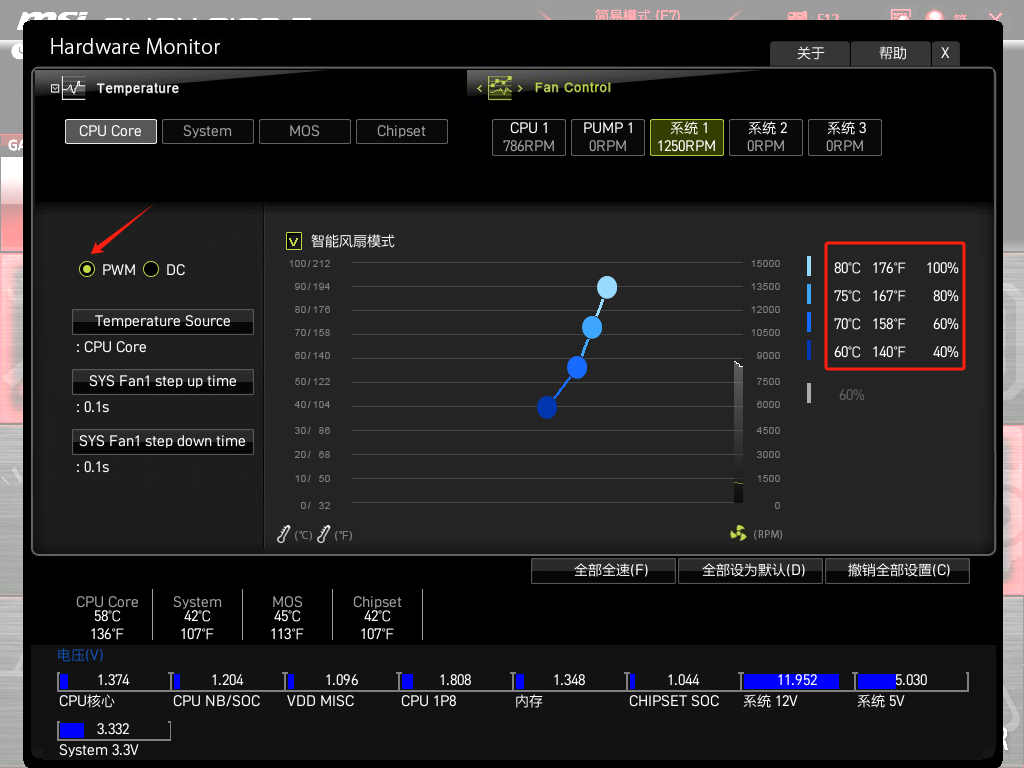 msi
简易模式 (F7)
F12
简
X
Hardware Monitor
关于
帮助
X
Temperature
Fan Control
CPU Core
System
MOS
Chipset
CPU 1
786RPM
PUMP 1
0RPM
系统 1
1250RPM
系统 2
0RPM
系统 3
0RPM
GA
PWM
DC
Temperature Source
: CPU Core
SYS Fan1 step up time
: 0.1s
SYS Fan1 step down time
: 0.1s
V 智能风扇模式
100/212 15000
90/194 13500
80/176 12000
70/158 10500
60/140 9000
50/122 7500
40/104 6000
30/ 86 4500
20/ 68 3000
10/ 50 1500
0/ 32 0
(℃) (℉) (RPM)
80℃ 176℉ 100%
75℃ 167℉ 80%
70℃ 158℉ 60%
60℃ 140℉ 40%
60%
全部全速(F)
全部设为默认(D)
撤销全部设置(C)
CPU Core
58℃
136℉
System
42℃
107℉
MOS
45℃
113℉
Chipset
42℃
107℉
电压(V)
1.374
CPU核心
1.204
CPU NB/SOC
1.096
VDD MISC
1.808
CPU 1P8
1.348
内存
1.044
CHIPSET SOC
11.952
系统 12V
5.030
系统 5V
3.332
System 3.3V